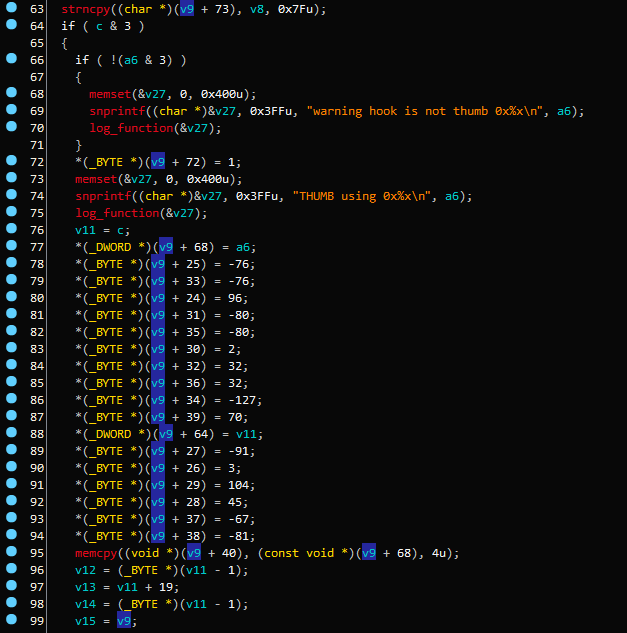 63 strncpy((char *)(v9 + 73), v8, 0x7Fu);
64 if ( c & 3 )
65 {
66 if ( !(a6 & 3) )
67 {
68 memset(&v27, 0, 0x400u);
69 snprintf((char *)&v27, 0x3FFu, "warning hook is not thumb 0x%x\n", a6);
70 log_function(&v27);
71 }
72 *(_BYTE *)(v9 + 72) = 1;
73 memset(&v27, 0, 0x400u);
74 snprintf((char *)&v27, 0x3FFu, "THUMB using 0x%x\n", a6);
75 log_function(&v27);
76 v11 = c;
77 *(_DWORD *)(v9 + 68) = a6;
78 *(_BYTE *)(v9 + 25) = -76;
79 *(_BYTE *)(v9 + 33) = -76;
80 *(_BYTE *)(v9 + 24) = 96;
81 *(_BYTE *)(v9 + 31) = -80;
82 *(_BYTE *)(v9 + 35) = -80;
83 *(_BYTE *)(v9 + 30) = 2;
84 *(_BYTE *)(v9 + 32) = 32;
85 *(_BYTE *)(v9 + 36) = 32;
86 *(_BYTE *)(v9 + 34) = -127;
87 *(_BYTE *)(v9 + 39) = 70;
88 *(_DWORD *)(v9 + 64) = v11;
89 *(_BYTE *)(v9 + 27) = -91;
90 *(_BYTE *)(v9 + 26) = 3;
91 *(_BYTE *)(v9 + 29) = 104;
92 *(_BYTE *)(v9 + 28) = 45;
93 *(_BYTE *)(v9 + 37) = -67;
94 *(_BYTE *)(v9 + 38) = -81;
95 memcpy((void *)(v9 + 40), (const void *)(v9 + 68), 4u);
96 v12 = (_BYTE *)(v11 - 1);
97 v13 = v11 + 19;
98 v14 = (_BYTE *)(v11 - 1);
99 v15 = v9;